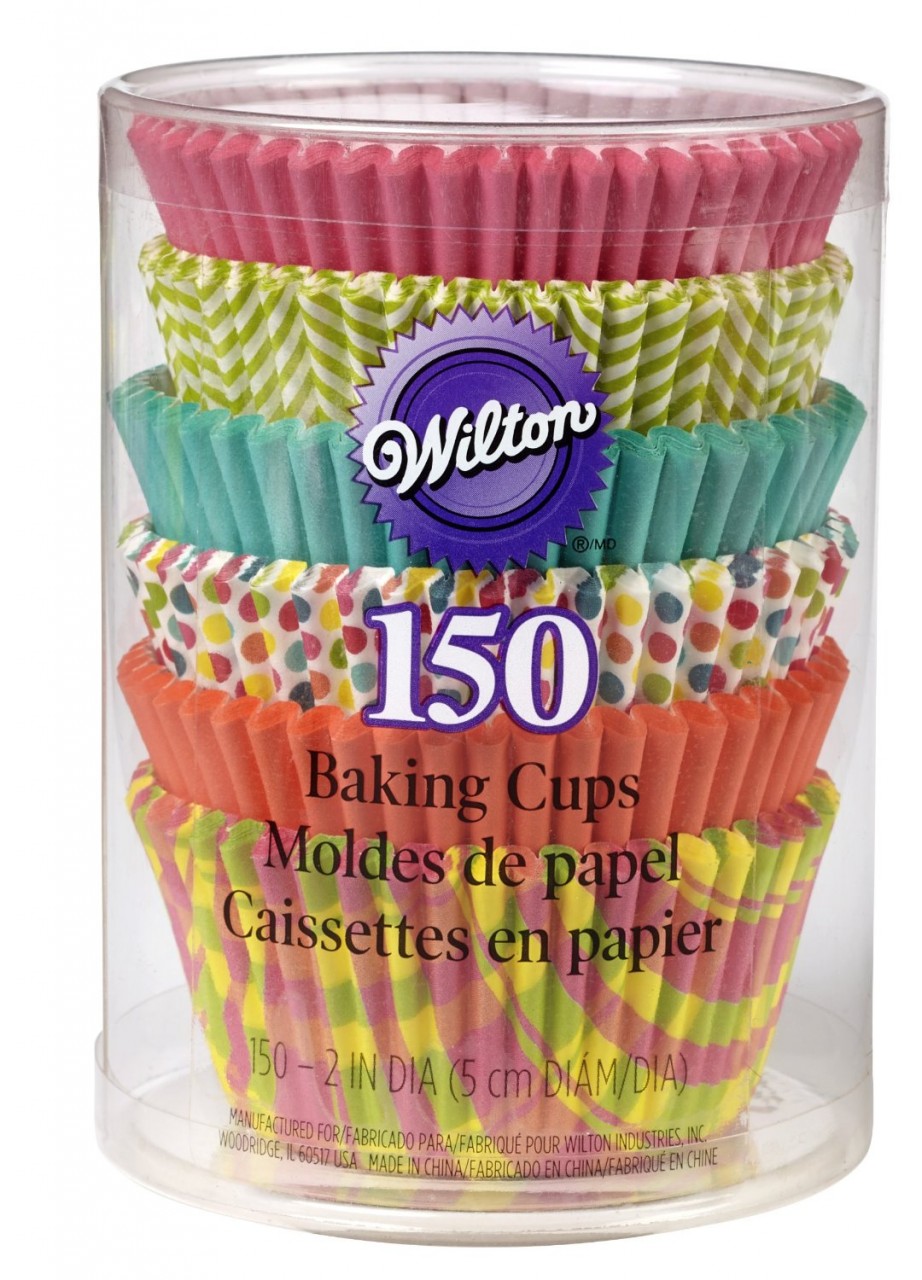 Wilton
®/MD
150
Baking Cups
Moldes de papel
Caissettes en papier
150 – 2 IN DIA (5 cm DIÁM/DIA)
MANUFACTURED FOR/FABRICADO PARA/FABRIQUÉ POUR WILTON INDUSTRIES, INC.
WOODRIDGE, IL 60517 USA MADE IN CHINA/FABRICADO EN CHINA/FABRIQUÉ EN CHINE